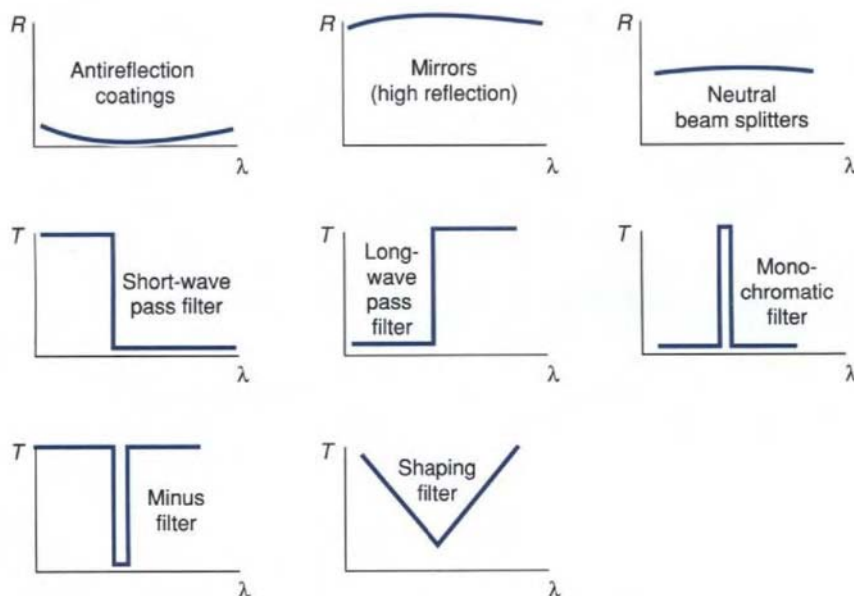 R
Antireflection
coatings
λ
R
Mirrors
(high reflection)
λ
R
Neutral
beam splitters
λ
T
Short-wave
pass filter
λ
T
Long-
wave
pass
filter
λ
T
Mono-
chromatic
filter
λ
T
Minus
filter
λ
T
Shaping
filter
λ